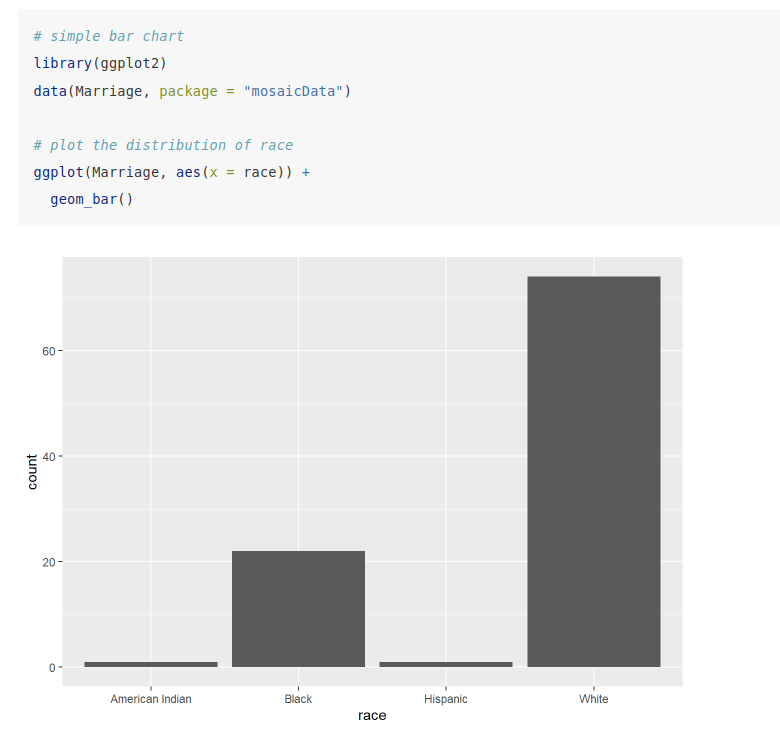 # simple bar chart
library(ggplot2)
data(Marriage, package = "mosaicData")
# plot the distribution of race
ggplot(Marriage, aes(x = race)) +
  geom_bar()
60
40
20
0
count
American Indian Black Hispanic White
race